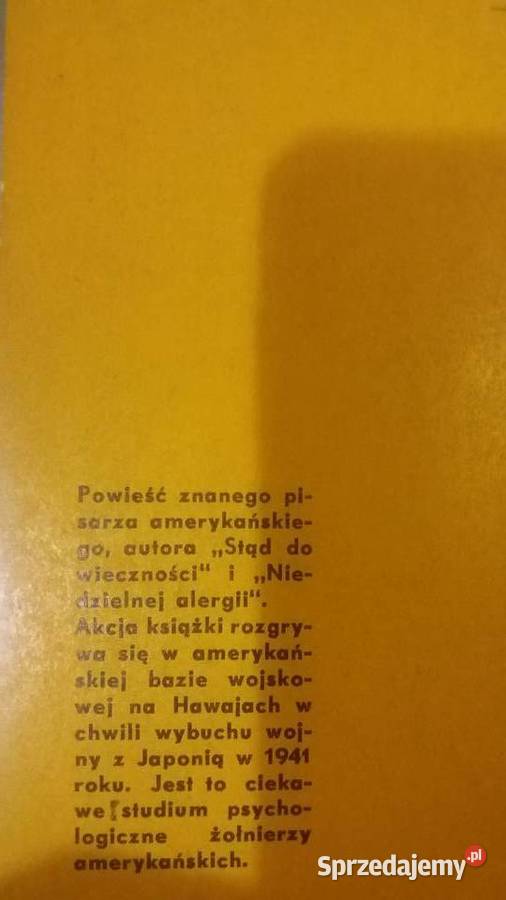 Powieść znanego pi-
sarza amerykańskie-
go, autora „Stąd do
wieczności" i „Nie-
dzielnej alergii".
Akcja książki rozgry-
wa się w amerykań-
skiej bazie wojsko-
wej na Hawajach w
chwili wybuchu woj-
ny z Japonią w 1941
roku. Jest to cieka-
we studium psycho-
logiczne żołnierzy
amerykańskich.
Sprzedajemy.pl